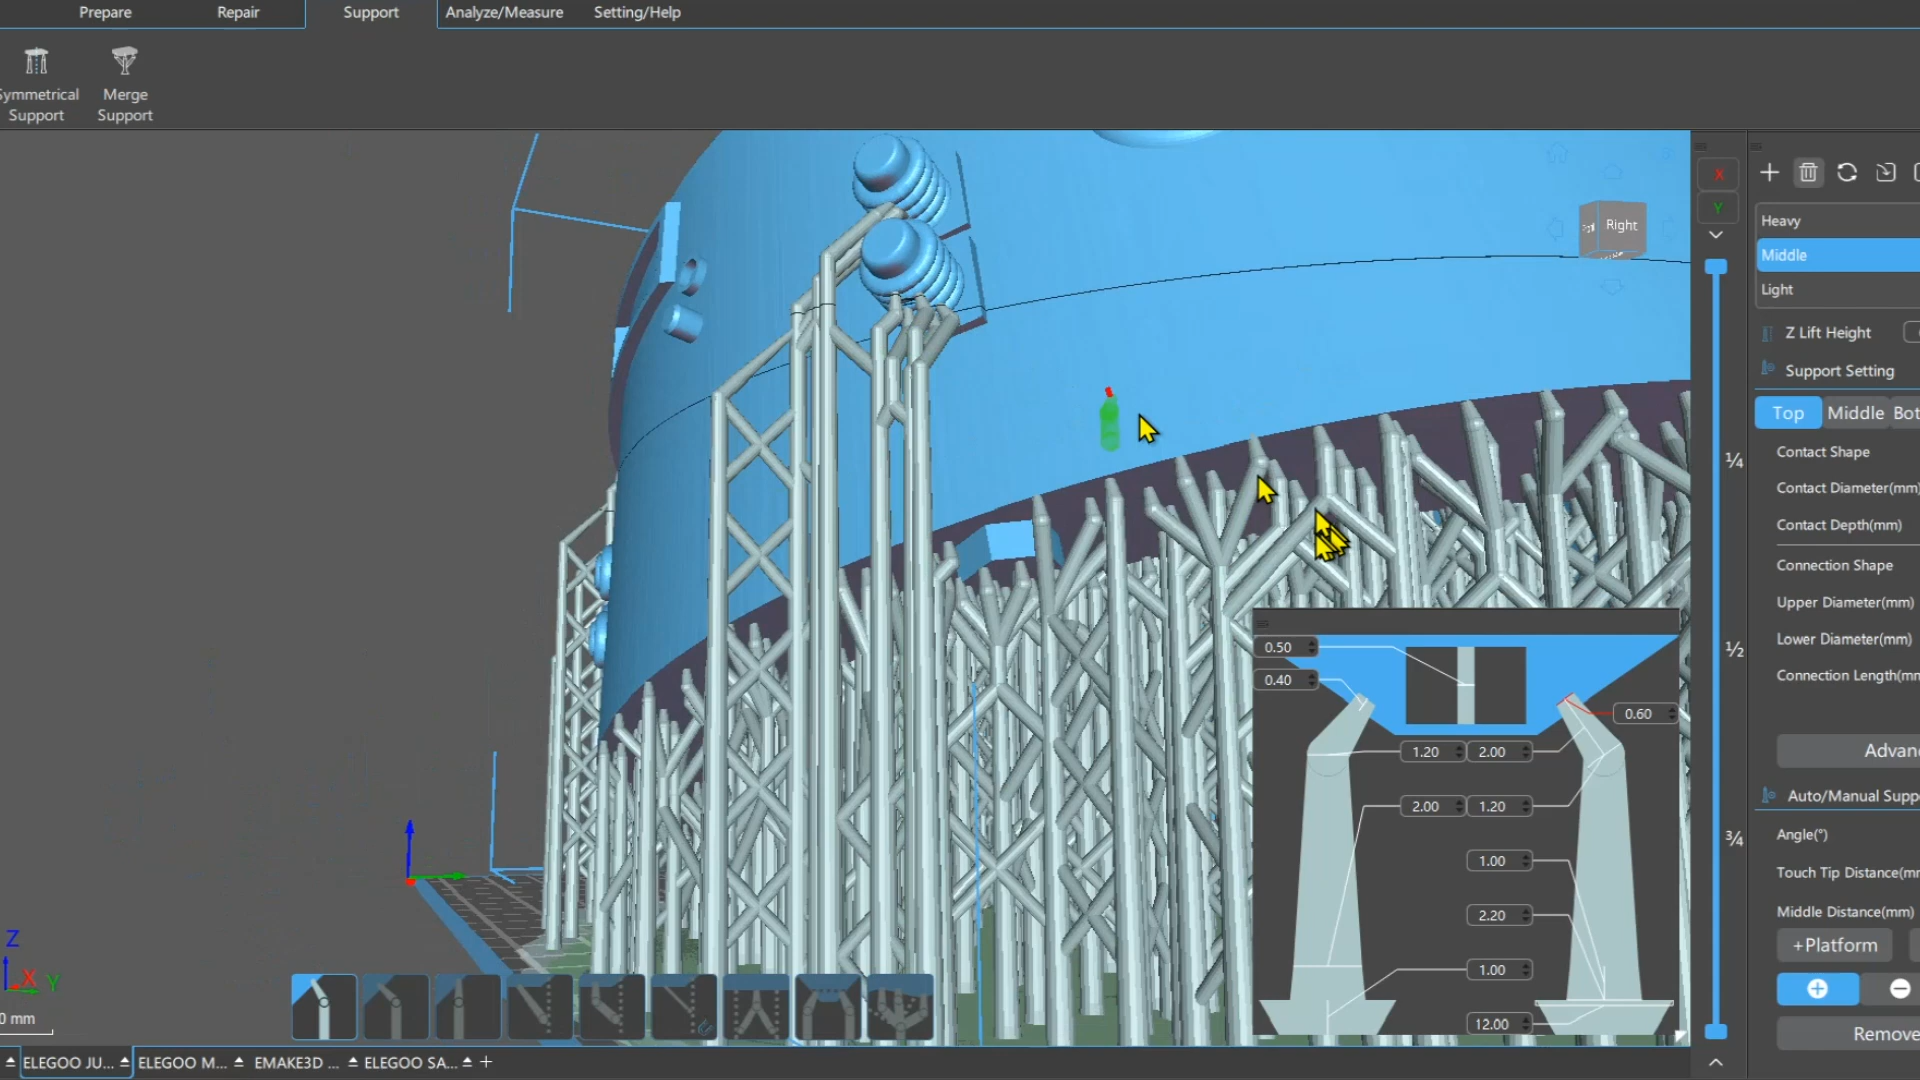 Prepare
Repair
Support
Analyze/Measure
Setting/Help
Symmetrical
Support
Merge
Support
Right
X
Y
Heavy
Middle
Light
Z Lift Height
Support Setting
Top
Middle
Bot
Contact Shape
Contact Diameter(mm)
Contact Depth(mm)
Connection Shape
Upper Diameter(mm)
Lower Diameter(mm)
Connection Length(mm
Advan
Auto/Manual Suppo
Angle(°)
Touch Tip Distance(mm
Middle Distance(mm)
+Platform
Remove
1/4
1/2
3/4
0.50
0.40
0.60
1.20
2.00
2.00
1.20
1.00
2.20
1.00
12.00
Z
X
Y
0 mm
ELEGOO JU...
ELEGOO M...
EMAKE3D ...
ELEGOO SA...